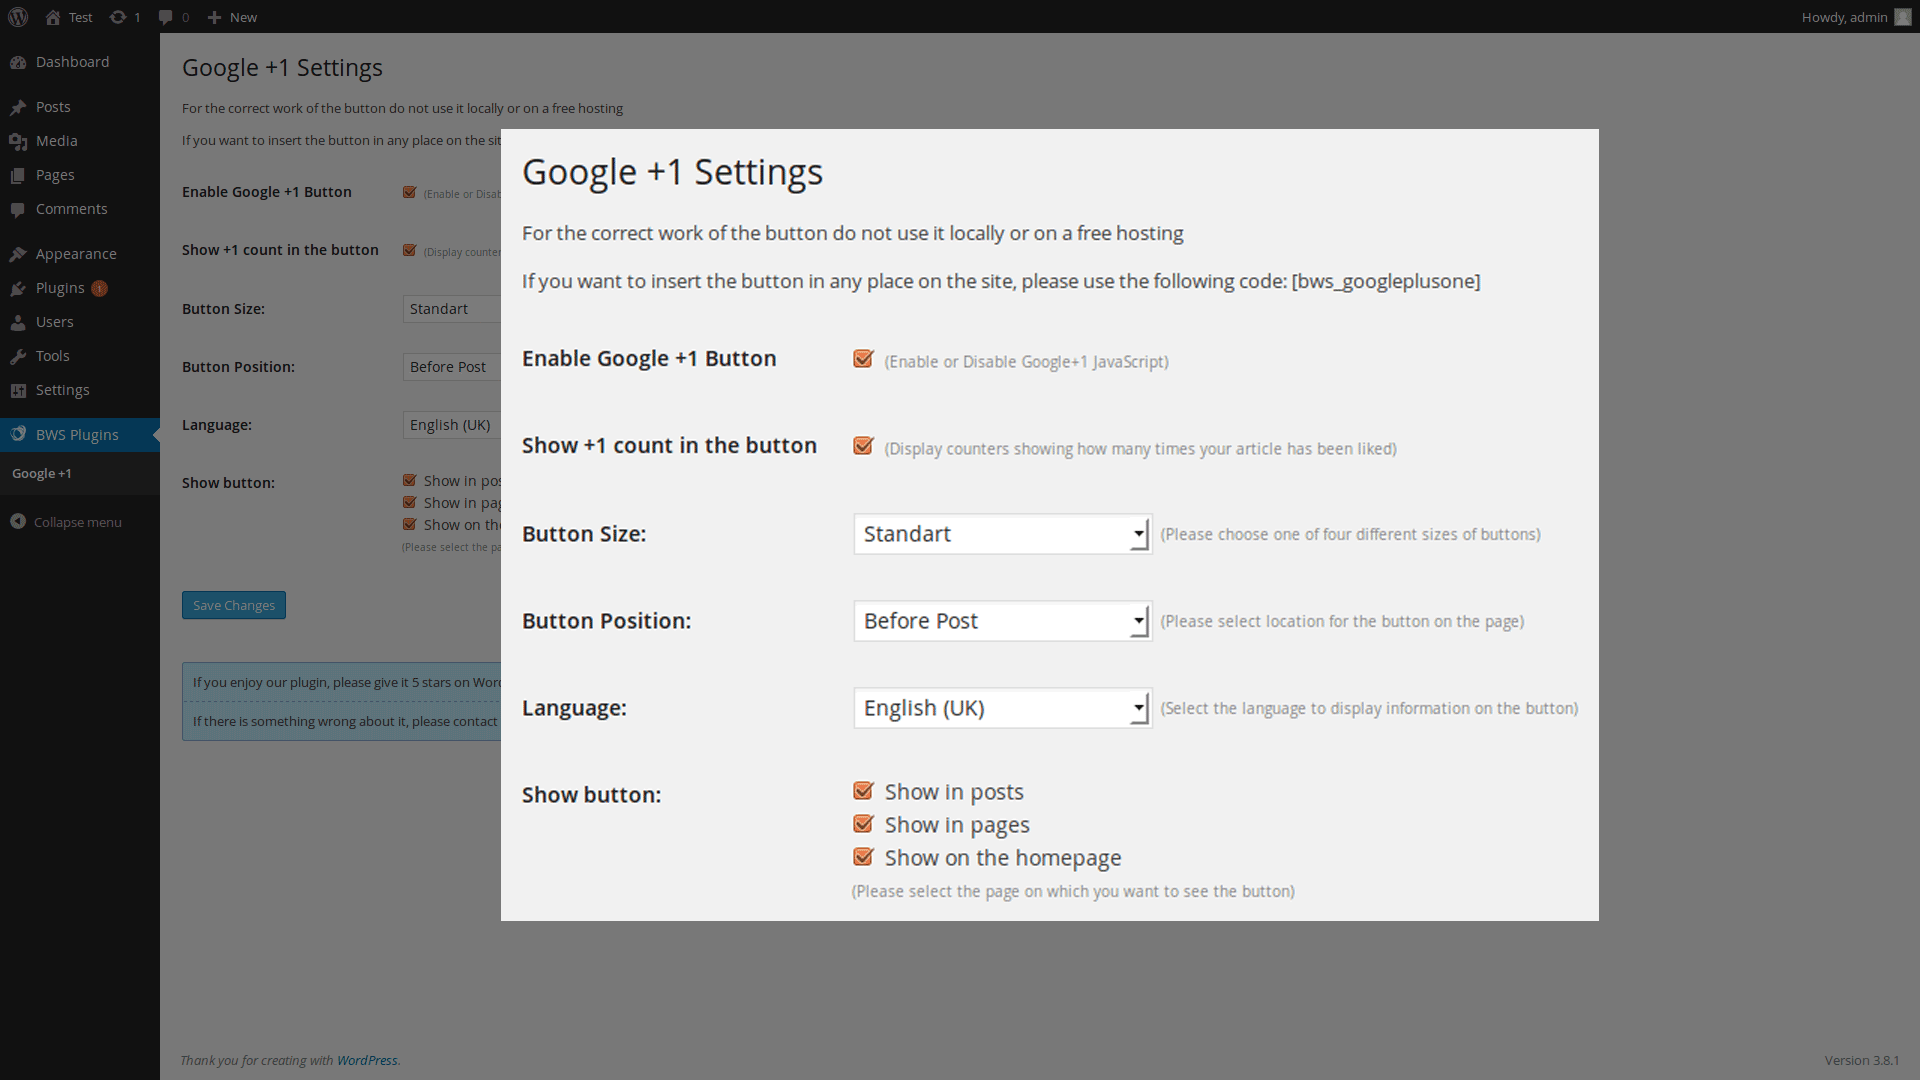 Test 1 0 New Howdy, admin
Dashboard
Posts
Media
Pages
Comments
Appearance
Plugins 1
Users
Tools
Settings
BWS Plugins
Google +1
Collapse menu
Google +1 Settings
For the correct work of the button do not use it locally or on a free hosting
If you want to insert the button in any place on the sit
Enable Google +1 Button (Enable or Disab
Show +1 count in the button (Display counter
Button Size: Standart
Button Position: Before Post
Language: English (UK)
Show button: Show in pos
Show in pag
Show on the
(Please select the pa
Save Changes
If you enjoy our plugin, please give it 5 stars on Word
If there is something wrong about it, please contact
Google +1 Settings
For the correct work of the button do not use it locally or on a free hosting
If you want to insert the button in any place on the site, please use the following code: [bws_googleplusone]
Enable Google +1 Button (Enable or Disable Google+1 JavaScript)
Show +1 count in the button (Display counters showing how many times your article has been liked)
Button Size: Standart (Please choose one of four different sizes of buttons)
Button Position: Before Post (Please select location for the button on the page)
Language: English (UK) (Select the language to display information on the button)
Show button: Show in posts
Show in pages
Show on the homepage
(Please select the page on which you want to see the button)
Thank you for creating with WordPress. Version 3.8.1